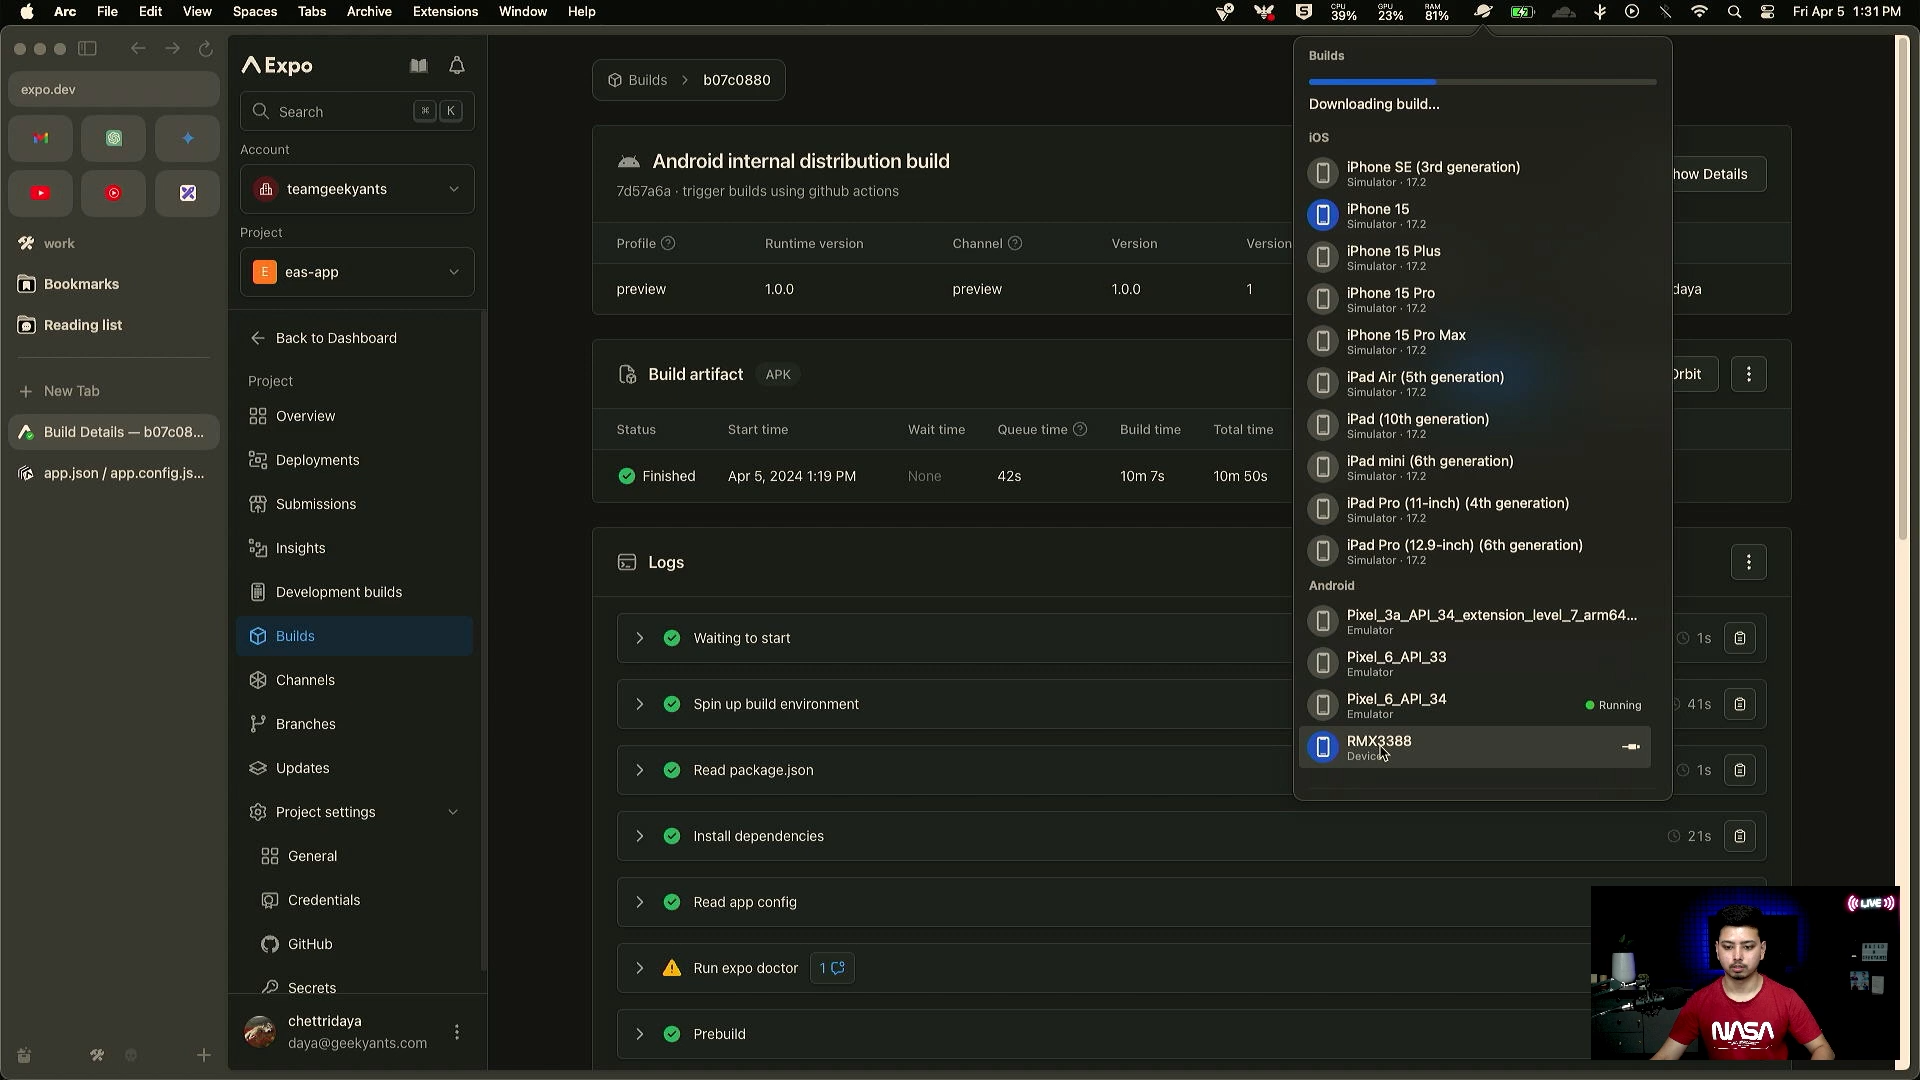 Arc File Edit View Spaces Tabs Archive Extensions Window Help
CPU 39% GPU 23% RAM 81% Fri Apr 5 1:31 PM
expo.dev
work
Bookmarks
Reading list
New Tab
Build Details — b07c08...
app.json / app.config.js...
Expo
Search ⌘ K
Account
teamgeekyants
Project
E eas-app
Back to Dashboard
Project
Overview
Deployments
Submissions
Insights
Development builds
Builds
Channels
Branches
Updates
Project settings
General
Credentials
GitHub
Secrets
chettridaya
daya@geekyants.com
Builds > b07c0880
Android internal distribution build
7d57a6a · trigger builds using github actions
how Details
Profile Runtime version Channel Version Version
preview 1.0.0 preview 1.0.0 1 daya
Build artifact APK
Orbit
Status Start time Wait time Queue time Build time Total time
Finished Apr 5, 2024 1:19 PM None 42s 10m 7s 10m 50s
Logs
Waiting to start 1s
Spin up build environment 41s
Read package.json 1s
Install dependencies 21s
Read app config
Run expo doctor 1
Prebuild
Builds
Downloading build...
iOS
iPhone SE (3rd generation)
Simulator · 17.2
iPhone 15
Simulator · 17.2
iPhone 15 Plus
Simulator · 17.2
iPhone 15 Pro
Simulator · 17.2
iPhone 15 Pro Max
Simulator · 17.2
iPad Air (5th generation)
Simulator · 17.2
iPad (10th generation)
Simulator · 17.2
iPad mini (6th generation)
Simulator · 17.2
iPad Pro (11-inch) (4th generation)
Simulator · 17.2
iPad Pro (12.9-inch) (6th generation)
Simulator · 17.2
Android
Pixel_3a_API_34_extension_level_7_arm64...
Emulator
Pixel_6_API_33
Emulator
Pixel_6_API_34
Emulator
Running
RMX3388
Device
LIVE
NASA